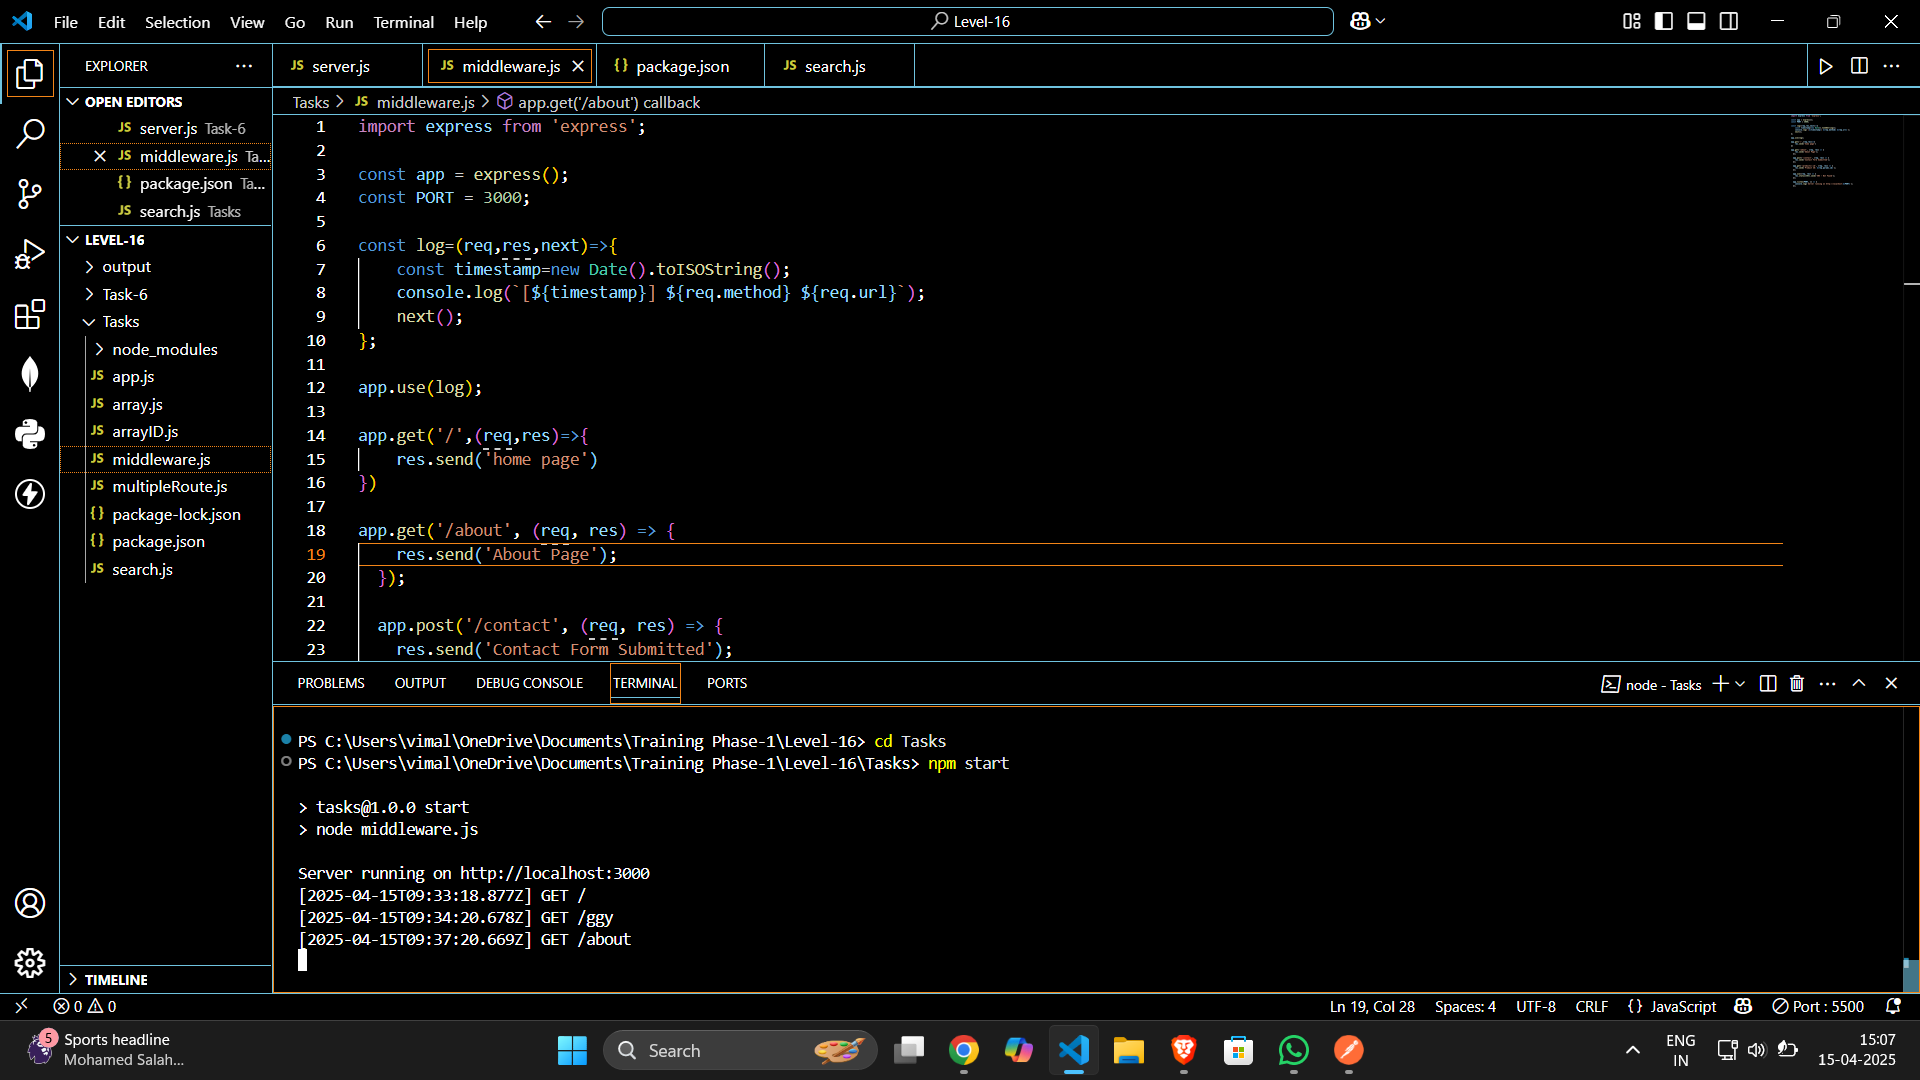 File Edit Selection View Go Run Terminal Help
Level-16
EXPLORER
OPEN EDITORS
JS server.js Task-6
JS middleware.js Ta...
{} package.json Ta...
JS search.js Tasks
LEVEL-16
output
Task-6
Tasks
node_modules
JS app.js
JS array.js
JS arrayID.js
JS middleware.js
JS multipleRoute.js
{} package-lock.json
{} package.json
JS search.js
TIMELINE
JS server.js
JS middleware.js
{} package.json
JS search.js
Tasks > JS middleware.js > app.get('/about') callback
1 import express from 'express';
2
3 const app = express();
4 const PORT = 3000;
5
6 const log=(req,res,next)=>{
7 const timestamp=new Date().toISOString();
8 console.log(`[${timestamp}] ${req.method} ${req.url}`);
9 next();
10 };
11
12 app.use(log);
13
14 app.get('/',(req,res)=>{
15 res.send('home page')
16 })
17
18 app.get('/about', (req, res) => {
19 res.send('About Page');
20 });
21
22 app.post('/contact', (req, res) => {
23 res.send('Contact Form Submitted');
PROBLEMS OUTPUT DEBUG CONSOLE TERMINAL PORTS
node - Tasks
PS C:\Users\vimal\OneDrive\Documents\Training Phase-1\Level-16> cd Tasks
PS C:\Users\vimal\OneDrive\Documents\Training Phase-1\Level-16\Tasks> npm start
> tasks@1.0.0 start
> node middleware.js
Server running on http://localhost:3000
[2025-04-15T09:33:18.877Z] GET /
[2025-04-15T09:34:20.678Z] GET /ggy
[2025-04-15T09:37:20.669Z] GET /about
0 0
Ln 19, Col 28 Spaces: 4 UTF-8 CRLF {} JavaScript Port : 5500
5
Sports headline
Mohamed Salah...
Search
ENG
IN
15:07
15-04-2025